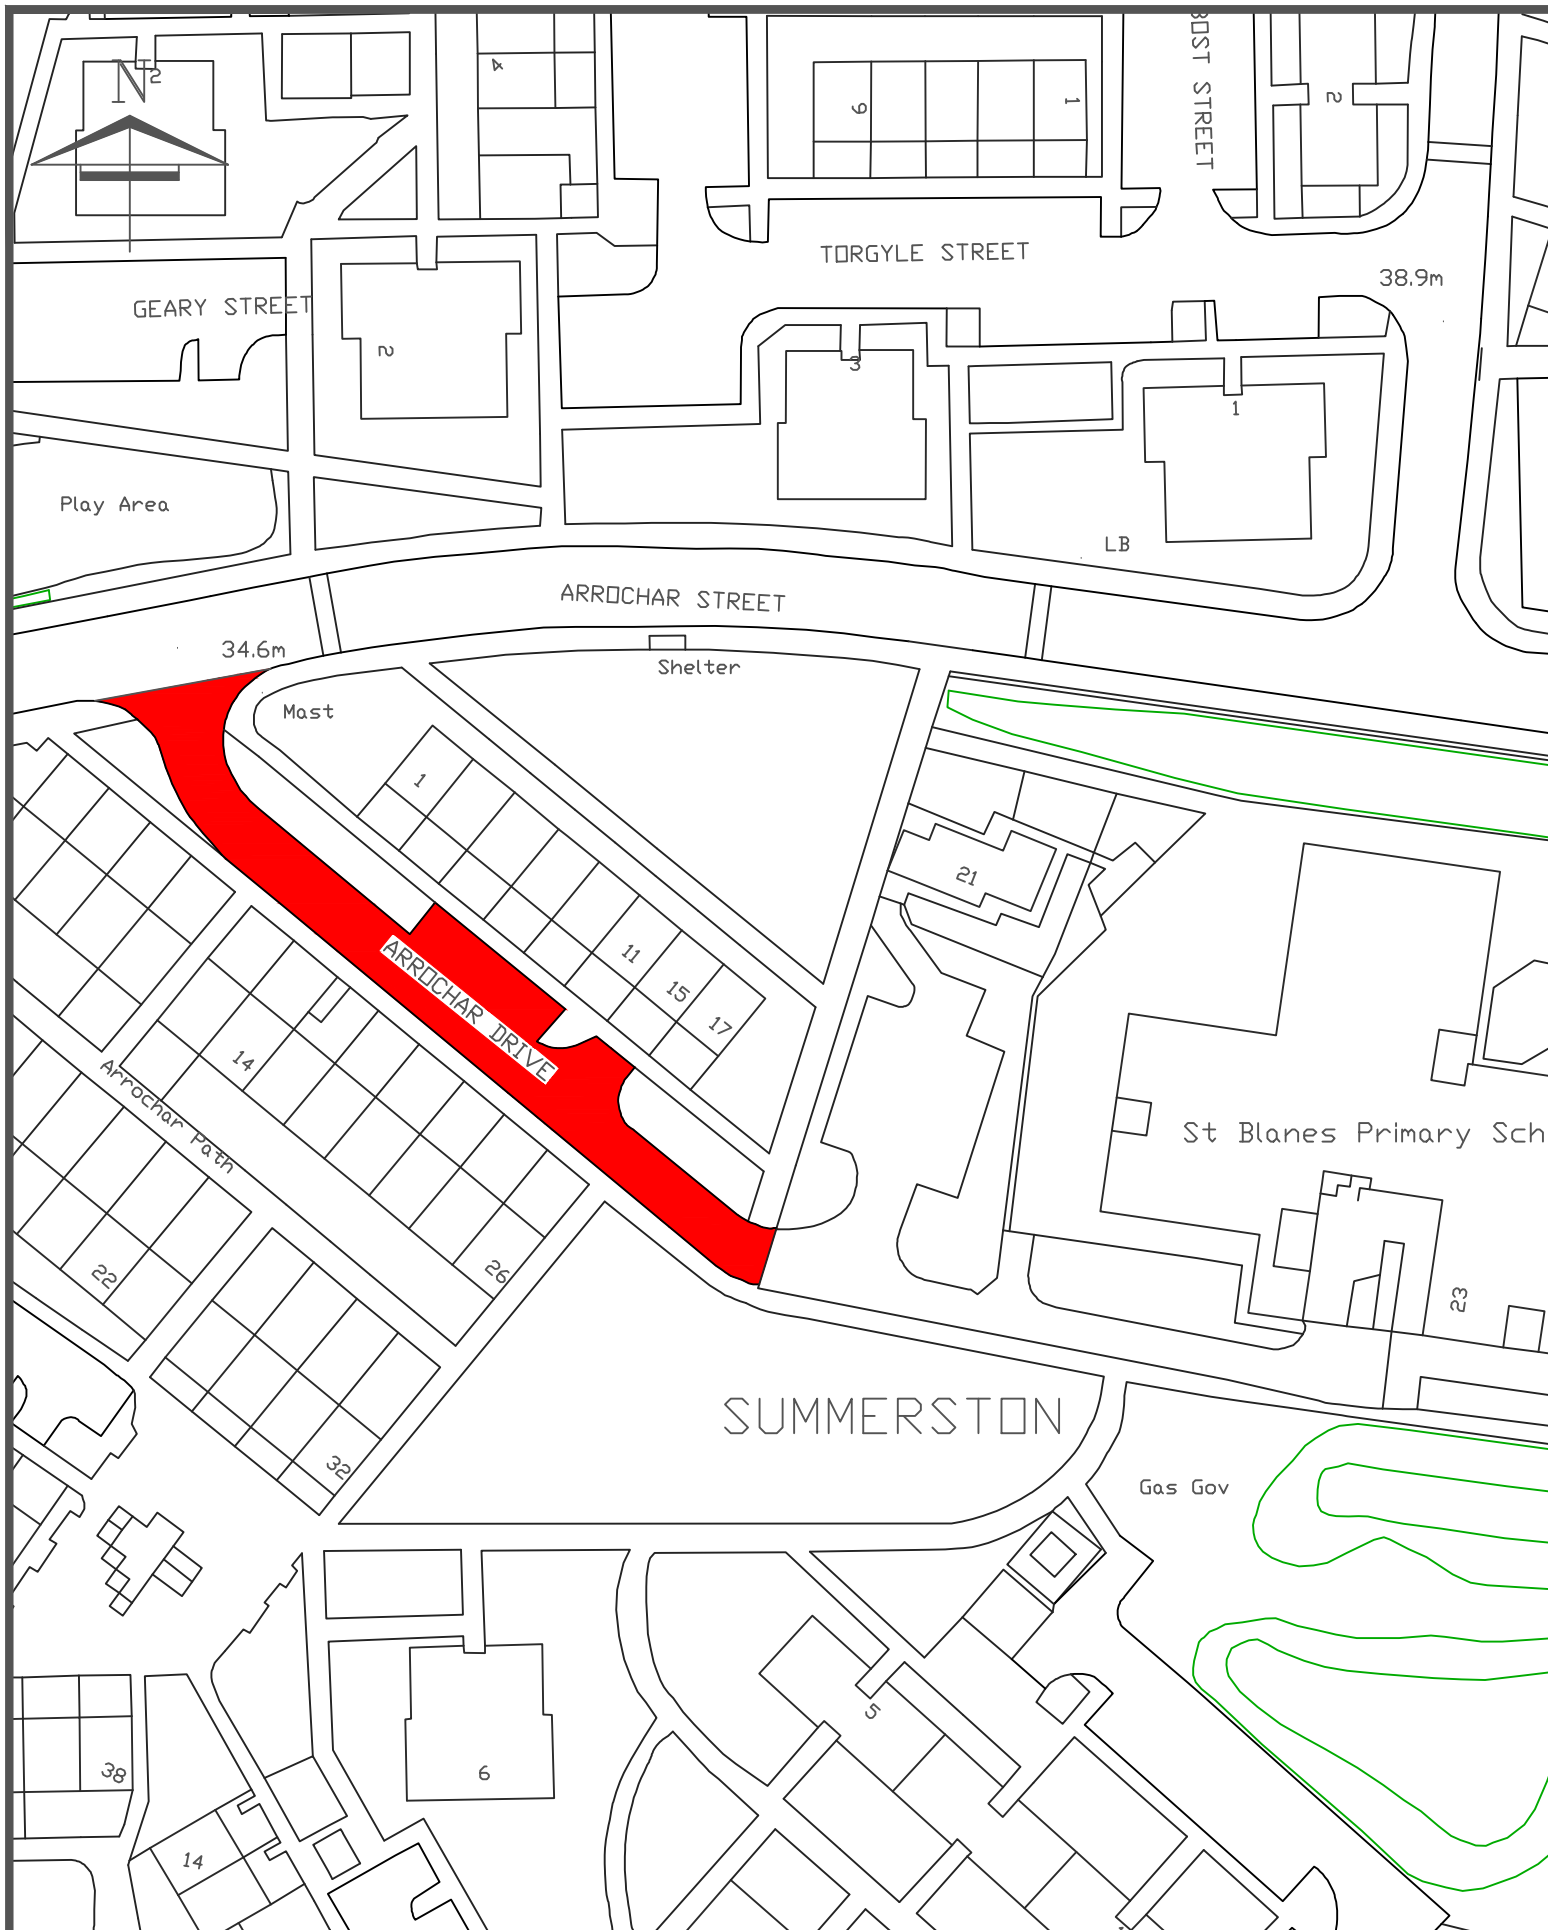 BOST STREET
4
N
2
2
9
1
TORGYLE STREET
38.9m
GEARY STREET
2
3
1
Play Area
LB
ARROCHAR STREET
34.6m
Shelter
Mast
1
21
11
15
17
ARROCHAR DRIVE
14
Arrochar Path
St Blanes Primary Sch
26
22
23
SUMMERSTON
32
Gas Gov
5
38
6
14